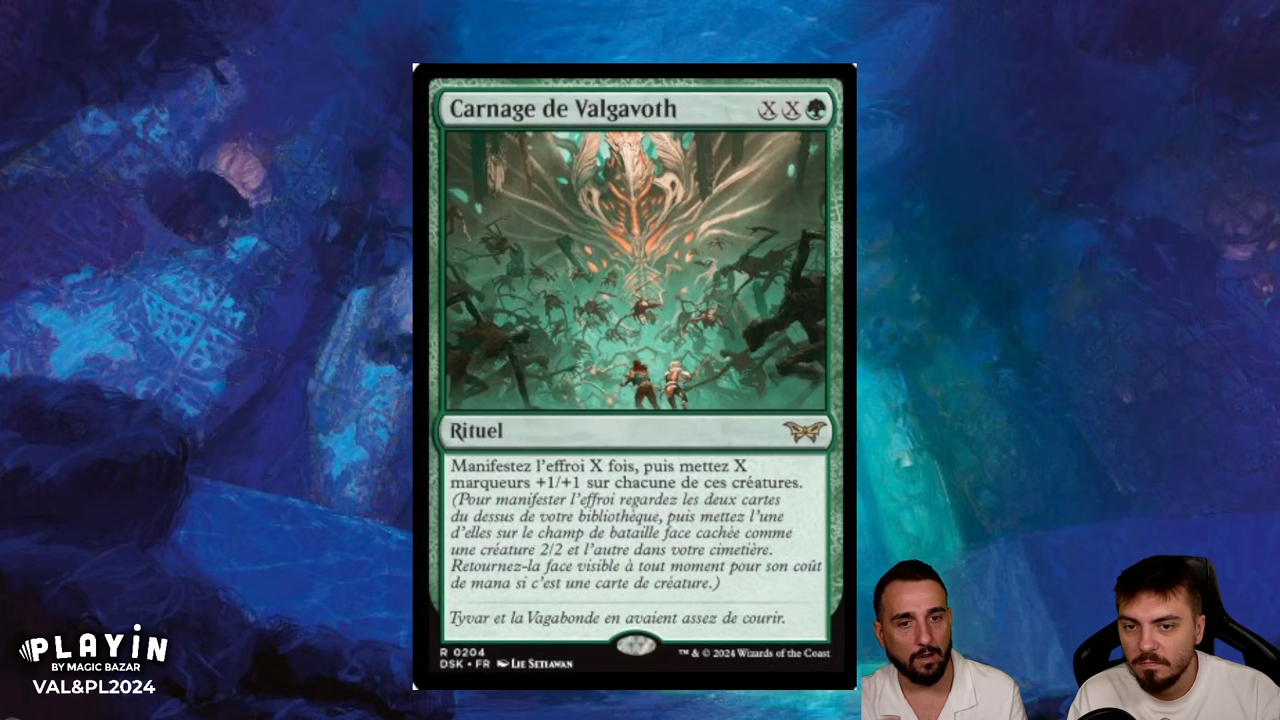 Carnage de Valgavoth XX
Rituel
Manifestez l'effroi X fois, puis mettez X
marqueurs +1/+1 sur chacune de ces créatures.
(Pour manifester l'effroi regardez les deux cartes
du dessus de votre bibliothèque, puis mettez l'une
d'elles sur le champ de bataille face cachée comme
une créature 2/2 et l'autre dans votre cimetière.
Retournez-la face visible à tout moment pour son coût
de mana si c'est une carte de créature.)
Tyvar et la Vagabonde en avaient assez de courir.
R 0204
DSK • FR Lie Setiawan
™ & © 2024 Wizards of the Coast
PLAYIN
BY MAGIC BAZAR
VAL&PL2024